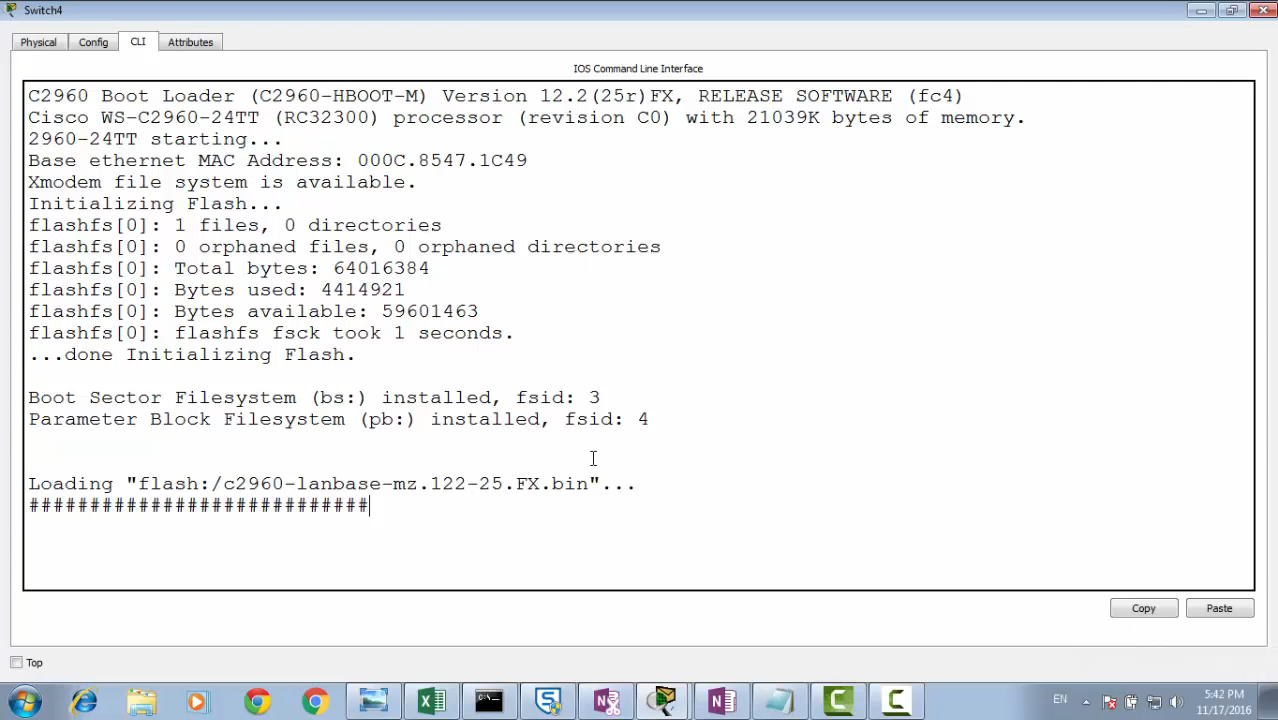 Switch4
Physical
Config
CLI
Attributes
IOS Command Line Interface
C2960 Boot Loader (C2960-HBOOT-M) Version 12.2(25r)FX, RELEASE SOFTWARE (fc4)
Cisco WS-C2960-24TT (RC32300) processor (revision C0) with 21039K bytes of memory.
2960-24TT starting...
Base ethernet MAC Address: 000C.8547.1C49
Xmodem file system is available.
Initializing Flash...
flashfs[0]: 1 files, 0 directories
flashfs[0]: 0 orphaned files, 0 orphaned directories
flashfs[0]: Total bytes: 64016384
flashfs[0]: Bytes used: 4414921
flashfs[0]: Bytes available: 59601463
flashfs[0]: flashfs fsck took 1 seconds.
...done Initializing Flash.
Boot Sector Filesystem (bs:) installed, fsid: 3
Parameter Block Filesystem (pb:) installed, fsid: 4
Loading "flash:/c2960-lanbase-mz.122-25.FX.bin"...
############################
Copy
Paste
Top
EN
5:42 PM
11/17/2016